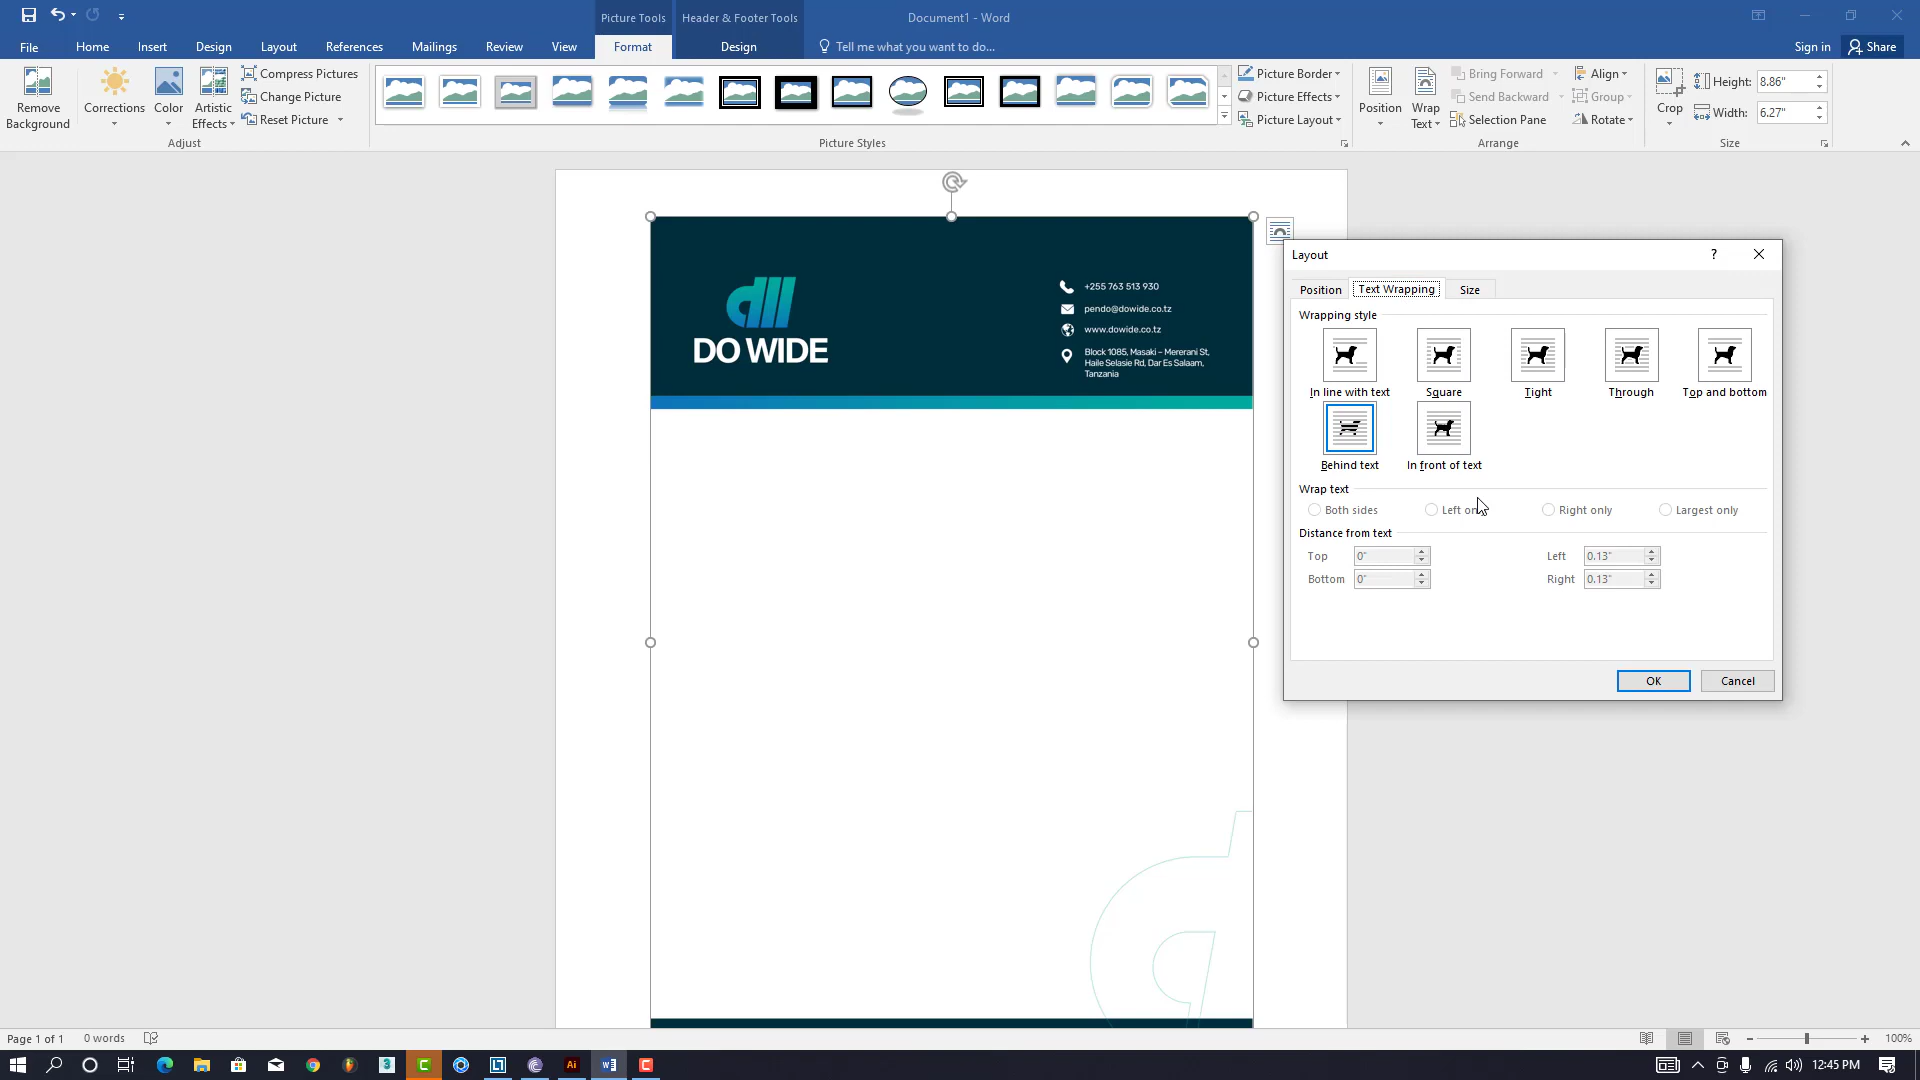 Picture Tools
Header & Footer Tools
Document1 - Word
File
Home
Insert
Design
Layout
References
Mailings
Review
View
Format
Design
Tell me what you want to do...
Sign in
Share
Remove
Background
Corrections
Color
Artistic
Effects
Compress Pictures
Change Picture
Reset Picture
Adjust
Picture Styles
Picture Border
Picture Effects
Picture Layout
Position
Wrap
Text
Bring Forward
Send Backward
Selection Pane
Align
Group
Rotate
Arrange
Crop
Height:
8.86"
Width:
6.27"
Size
DO WIDE
+255 763 513 930
pendo@dowide.co.tz
www.dowide.co.tz
Block 1085, Masaki – Mererani St,
Haile Selasie Rd, Dar Es Salaam,
Tanzania
Layout
?
Position
Text Wrapping
Size
Wrapping style
In line with text
Square
Tight
Through
Top and bottom
Behind text
In front of text
Wrap text
Both sides
Left only
Right only
Largest only
Distance from text
Top
0"
Left
0.13"
Bottom
0"
Right
0.13"
OK
Cancel
Page 1 of 1
0 words
100%
Ai
12:45 PM